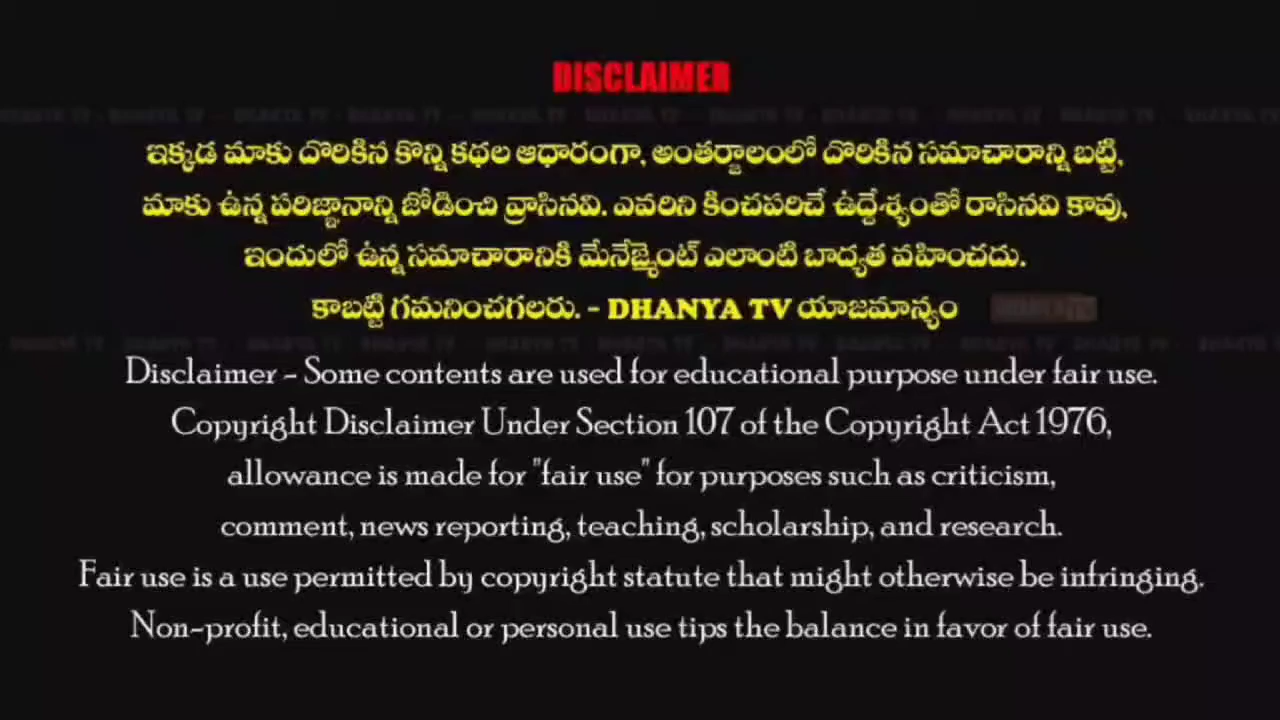 DISCLAIMER
ఇక్కడ మాకు దొరికిన కొన్ని కథల ఆధారంగా, అంతర్జాలంలో దొరికిన సమాచారాన్ని బట్టి,
మాకు ఉన్న పరిజ్ఞానాన్ని జోడించి వ్రాసినవి. ఎవరిని కించపరిచే ఉద్దేశ్యంతో రాసినవి కావు,
ఇందులో ఉన్న సమాచారానికి మేనేజ్మెంట్ ఎలాంటి బాద్యత వహించదు.
కాబట్టి గమనించగలరు. - DHANYA TV యాజమాన్యం
Disclaimer - Some contents are used for educational purpose under fair use.
Copyright Disclaimer Under Section 107 of the Copyright Act 1976,
allowance is made for "fair use" for purposes such as criticism,
comment, news reporting, teaching, scholarship, and research.
Fair use is a use permitted by copyright statute that might otherwise be infringing.
Non-profit, educational or personal use tips the balance in favor of fair use.